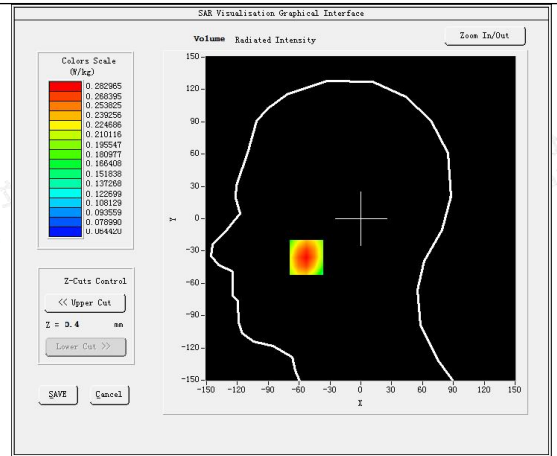 SAR Visualisation Graphical Interface
Volume Radiated Intensity
Zoom In/Out
Colors Scale
(W/kg)
0.282965
0.268395
0.253825
0.239256
0.224686
0.210116
0.195547
0.180977
0.166408
0.151838
0.137268
0.122699
0.108129
0.093559
0.078990
0.064420
Z-Cuts Control
<< Upper Cut
Z = 0.4 mm
Lower Cut >>
SAVE Cancel
150
120
90
60
30
0
-30
-60
-90
-120
-150
Y
-150 -120 -90 -60 -30 0 30 60 90 120 150
X